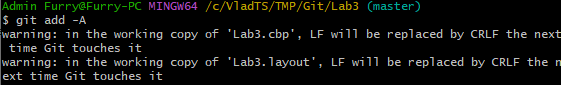 Admin Furry@Furry-PC MINGW64 /c/VladTS/TMP/Git/Lab3 (master)
$ git add -A
warning: in the working copy of 'Lab3.cbp', LF will be replaced by CRLF the next
 time Git touches it
warning: in the working copy of 'Lab3.layout', LF will be replaced by CRLF the n
ext time Git touches it